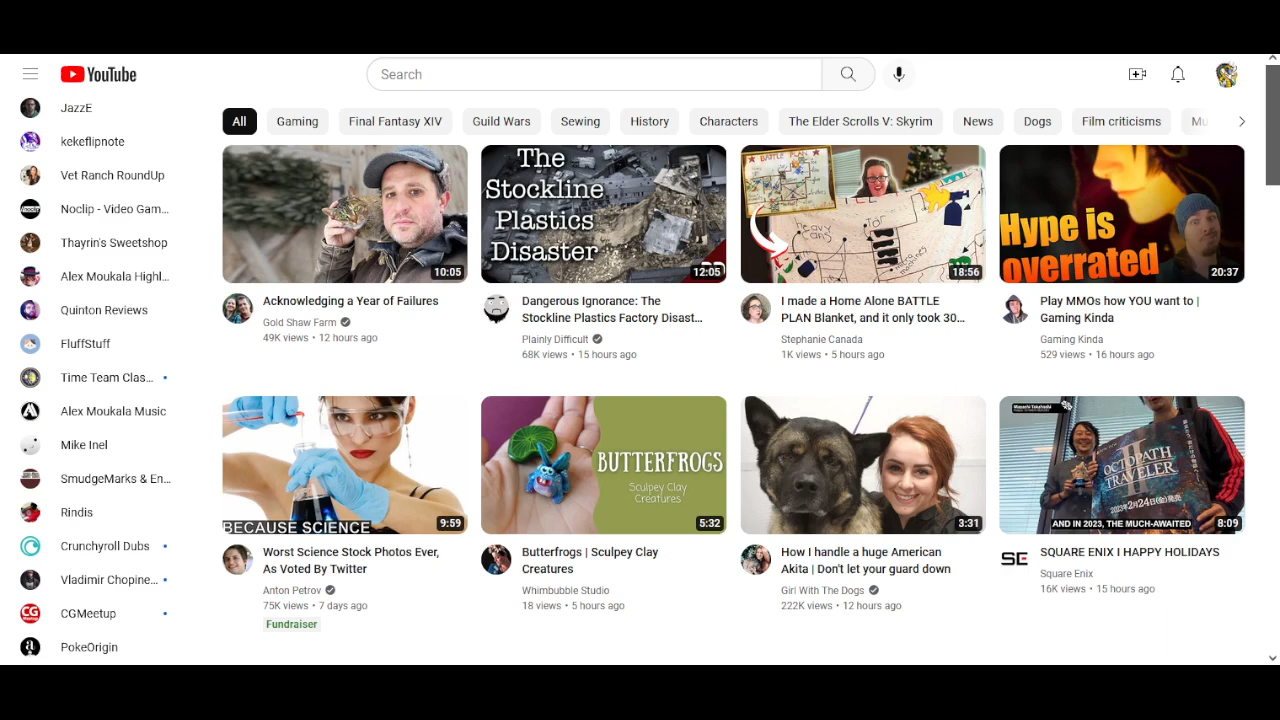 YouTube
Search
JazzE
kekeflipnote
Vet Ranch RoundUp
Noclip - Video Gam...
Thayrin's Sweetshop
Alex Moukala Highl...
Quinton Reviews
FluffStuff
Time Team Clas...
Alex Moukala Music
Mike Inel
SmudgeMarks & En...
Rindis
Crunchyroll Dubs
Vladimir Chopine...
CGMeetup
PokeOrigin
All
Gaming
Final Fantasy XIV
Guild Wars
Sewing
History
Characters
The Elder Scrolls V: Skyrim
News
Dogs
Film criticisms
Mu
10:05
Acknowledging a Year of Failures
Gold Shaw Farm
49K views • 12 hours ago
The
Stockline
Plastics
Disaster
12:05
Dangerous Ignorance: The
Stockline Plastics Factory Disast...
Plainly Difficult
68K views • 15 hours ago
BATTLE PLAN
18:56
I made a Home Alone BATTLE
PLAN Blanket, and it only took 30...
Stephanie Canada
1K views • 5 hours ago
Hype is
overrated
20:37
Play MMOs how YOU want to |
Gaming Kinda
Gaming Kinda
529 views • 16 hours ago
BECAUSE SCIENCE
9:59
Worst Science Stock Photos Ever,
As Voted By Twitter
Anton Petrov
75K views • 7 days ago
Fundraiser
BUTTERFROGS
Sculpey Clay
Creatures
5:32
Butterfrogs | Sculpey Clay
Creatures
Whimbubble Studio
18 views • 5 hours ago
3:31
How I handle a huge American
Akita | Don't let your guard down
Girl With The Dogs
222K views • 12 hours ago
OCTOPATH
TRAVELER
AND IN 2023, THE MUCH-AWAITED
8:09
SE
SQUARE ENIX I HAPPY HOLIDAYS
Square Enix
16K views • 15 hours ago